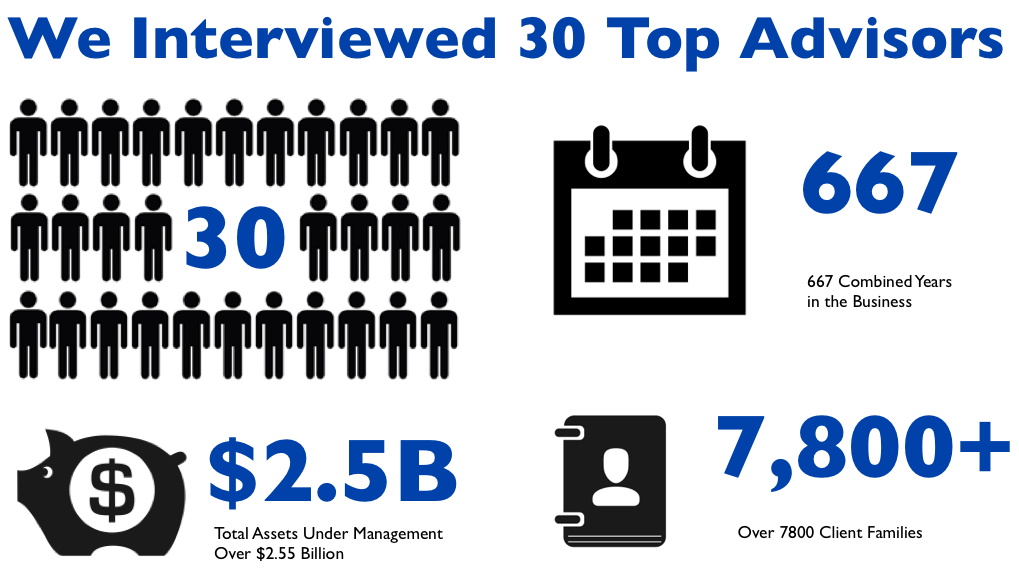 We Interviewed 30 Top Advisors
30
667
667 Combined Years
in the Business
$
$2.5B
Total Assets Under Management
Over $2.55 Billion
7,800+
Over 7800 Client Families